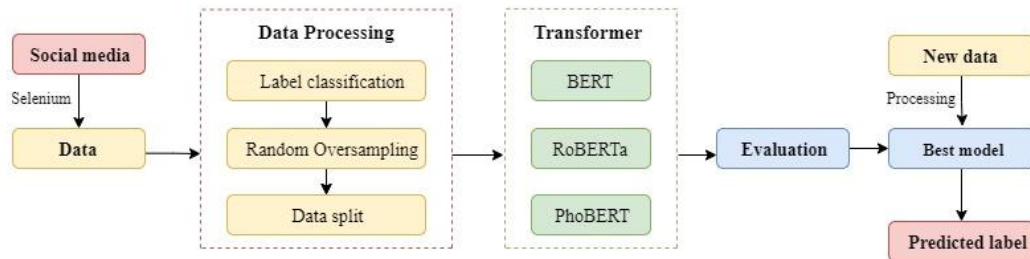 Social media
Selenium
Data
Data Processing
Label classification
Random Oversampling
Data split
Transformer
BERT
RoBERTa
PhoBERT
Evaluation
New data
Processing
Best model
Predicted label